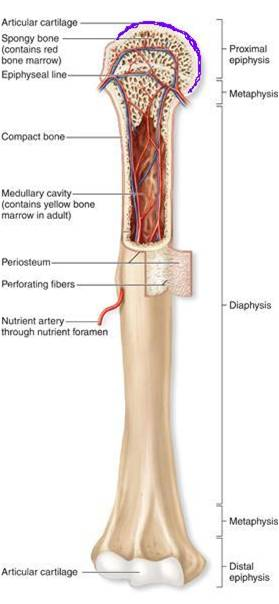 Articular cartilage
Spongy bone
(contains red
bone marrow)
Epiphyseal line
Compact bone
Medullary cavity
(contains yellow bone
marrow in adult)
Periosteum
Perforating fibers
Nutrient artery
through nutrient foramen
Articular cartilage
Proximal
epiphysis
Metaphysis
Diaphysis
Metaphysis
Distal
epiphysis